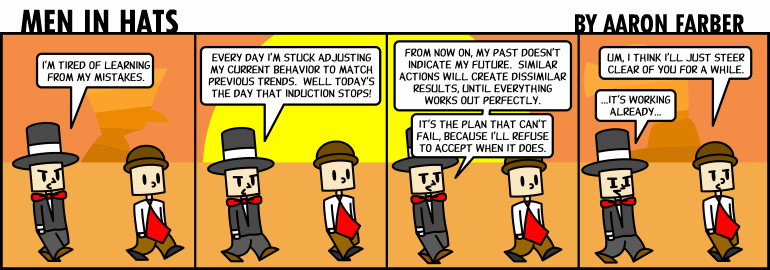 MEN IN HATS
BY AARON FARBER
I'M TIRED OF LEARNING
FROM MY MISTAKES.
EVERY DAY I'M STUCK ADJUSTING
MY CURRENT BEHAVIOR TO MATCH
PREVIOUS TRENDS. WELL TODAY'S
THE DAY THAT INDUCTION STOPS!
FROM NOW ON, MY PAST DOESN'T
INDICATE MY FUTURE. SIMILAR
ACTIONS WILL CREATE DISSIMILAR
RESULTS, UNTIL EVERYTHING
WORKS OUT PERFECTLY.
IT'S THE PLAN THAT CAN'T
FAIL, BECAUSE I'LL REFUSE
TO ACCEPT WHEN IT DOES.
UM, I THINK I'LL JUST STEER
CLEAR OF YOU FOR A WHILE.
...IT'S WORKING
ALREADY...